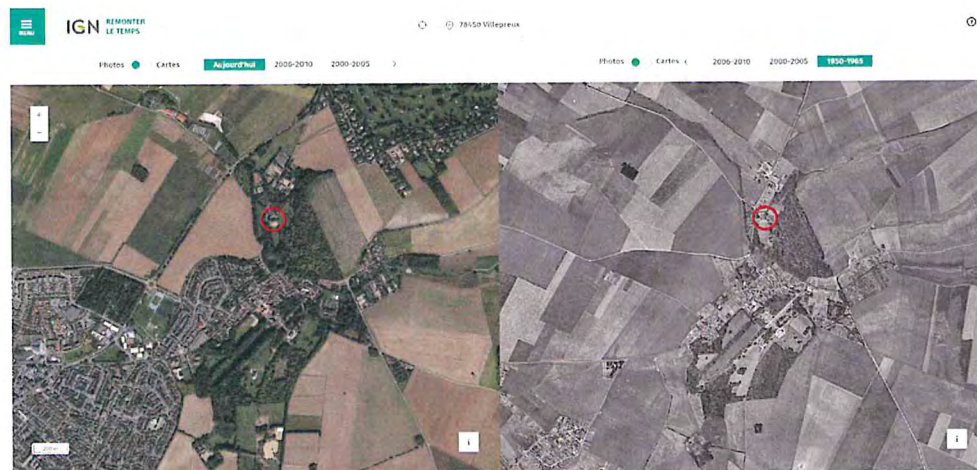 MENU
IGN REMONTER
LE TEMPS
78450 Villepreux
Photos Cartes Aujourd'hui 2006-2010 2000-2005 >
Photos Cartes < 2006-2010 2000-2005 1950-1965
+
−
i
i